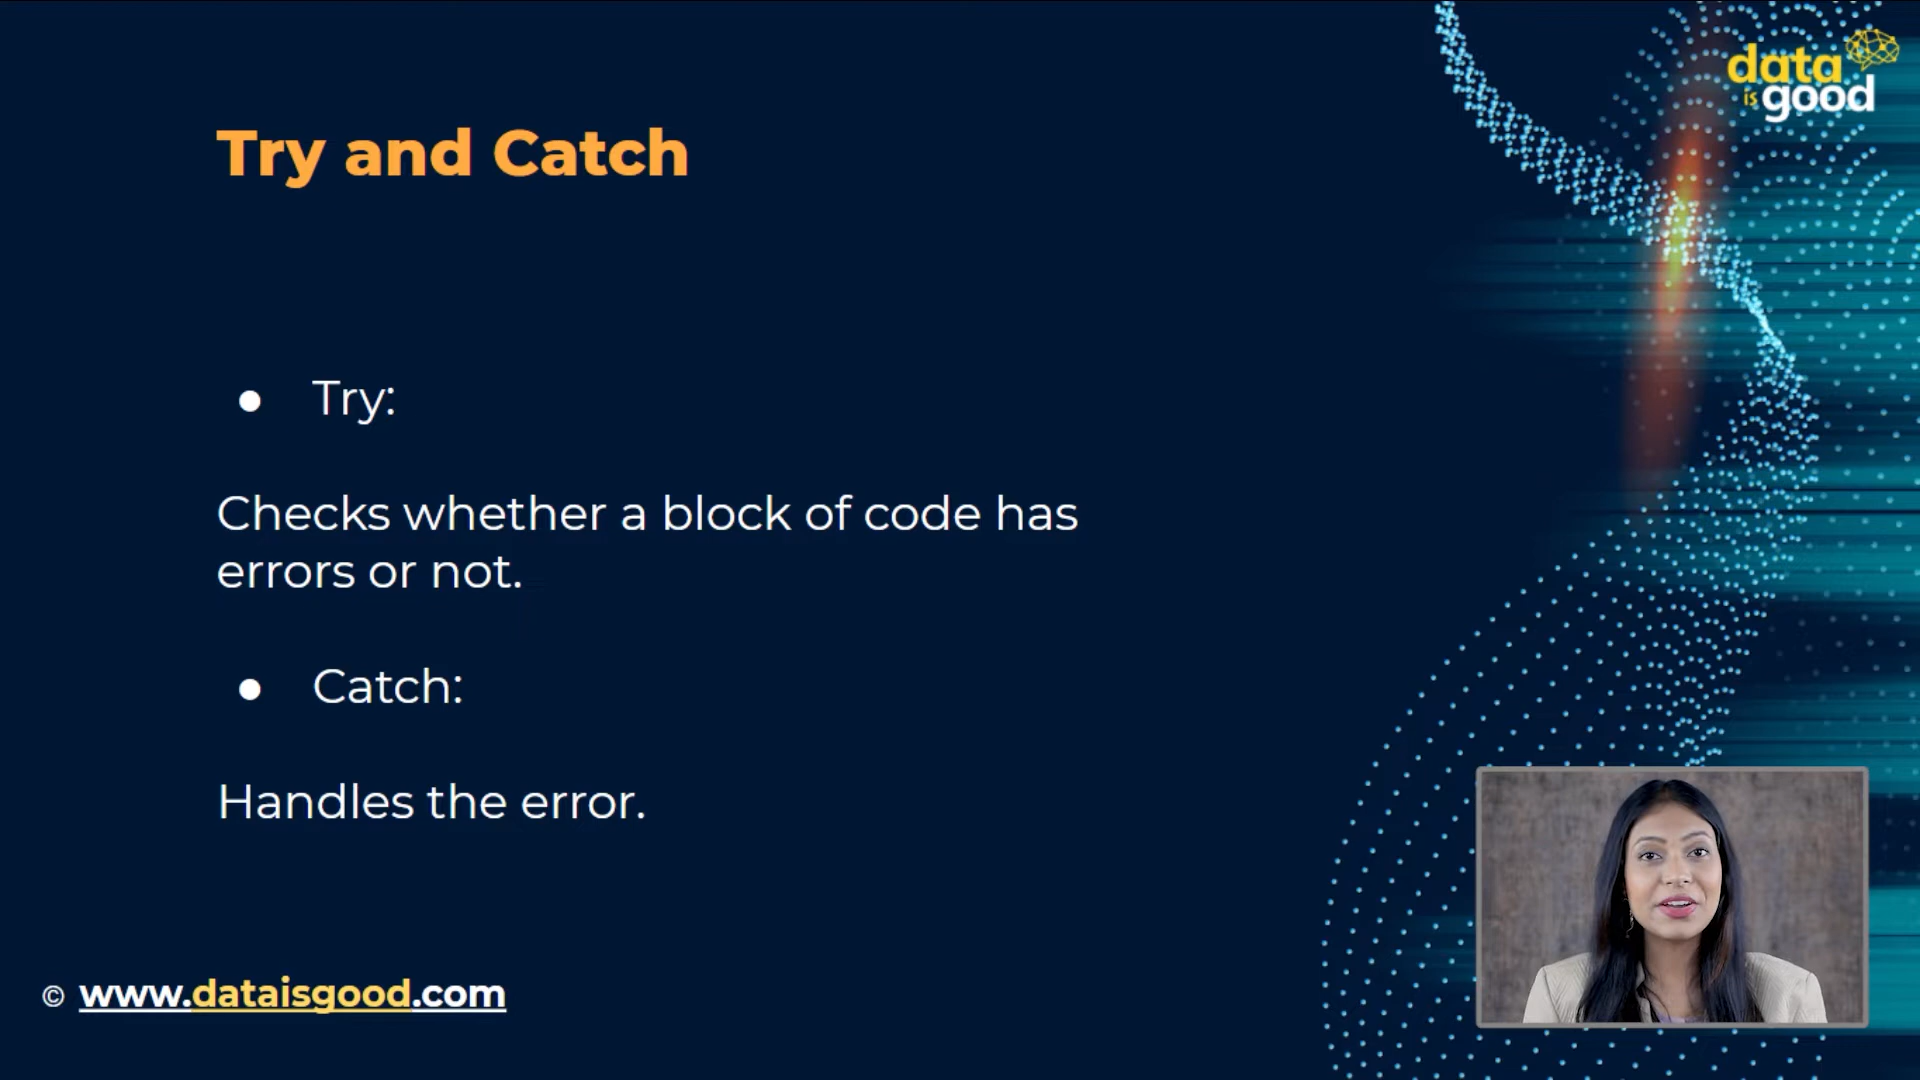 data
is good
Try and Catch
● Try:
Checks whether a block of code has
errors or not.
● Catch:
Handles the error.
© www.dataisgood.com